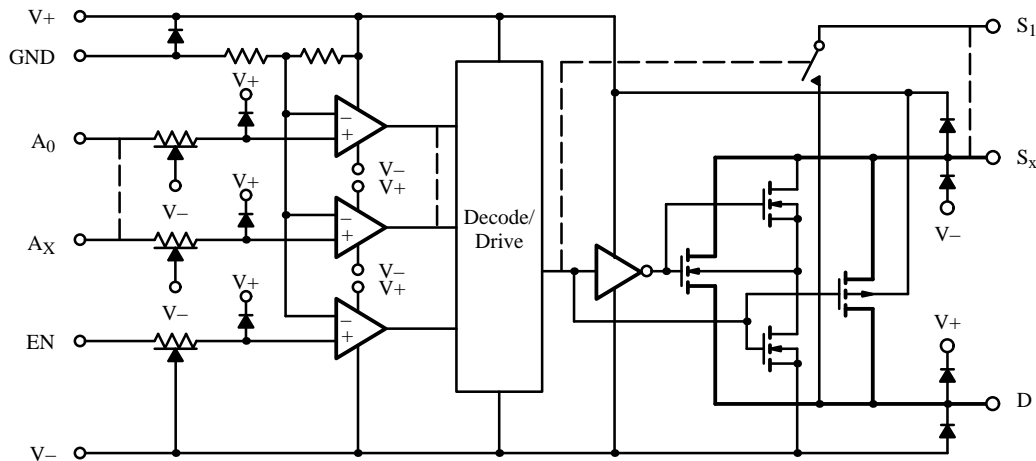 V+
S1
GND
V+
A0
−
+
V−
V+
Sx
V−
V+
Decode/
Drive
−
+
AX
V−
V−
V+
V+
V−
V+
EN
−
+
D
V−